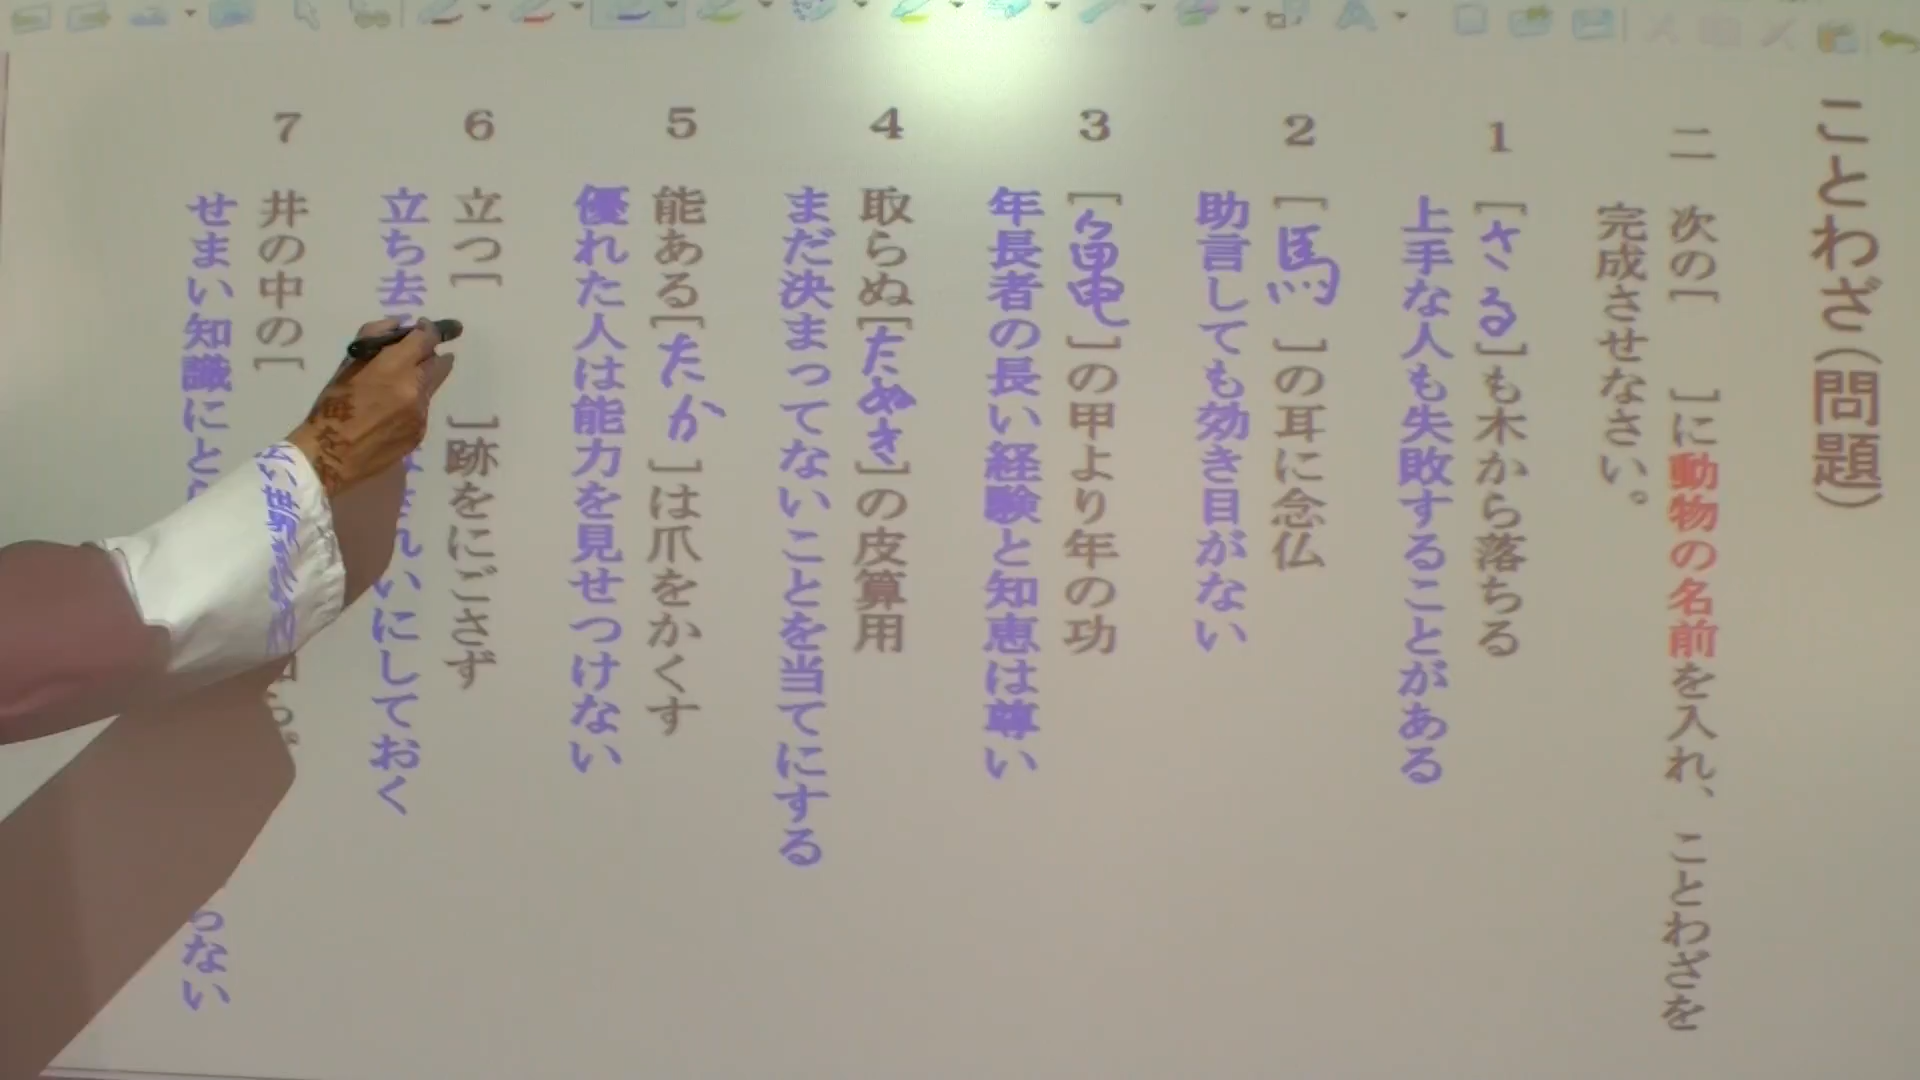 ことわざ(問題)
二 次の[ ]に動物の名前を入れ、ことわざを
完成させなさい。
1 [さる]も木から落ちる
上手な人も失敗することがある
2 [馬]の耳に念仏
助言しても効き目がない
3 [亀]の甲より年の功
年長者の長い経験と知恵は尊い
4 取らぬ[たぬき]の皮算用
まだ決まってないことを当てにする
5 能ある[たか]は爪をかくす
優れた人は能力を見せつけない
6 立つ[ ]跡をにごさず
立ち去 れいにしておく
7 井の中の[
せまい知識にと らない